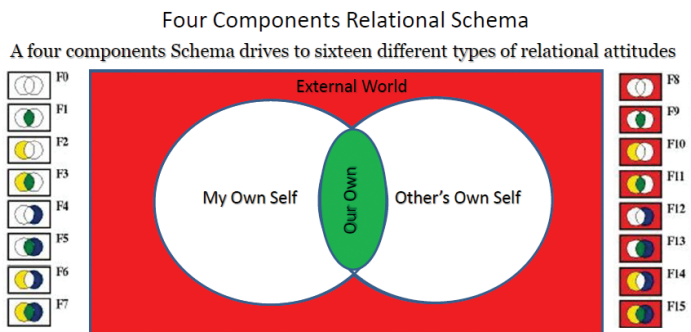 Four Components Relational Schema
A four components Schema drives to sixteen different types of relational attitudes
F0
F1
F2
F3
F4
F5
F6
F7
External World
My Own Self
Our Own
Other's Own Self
F8
F9
F10
F11
F12
F13
F14
F15